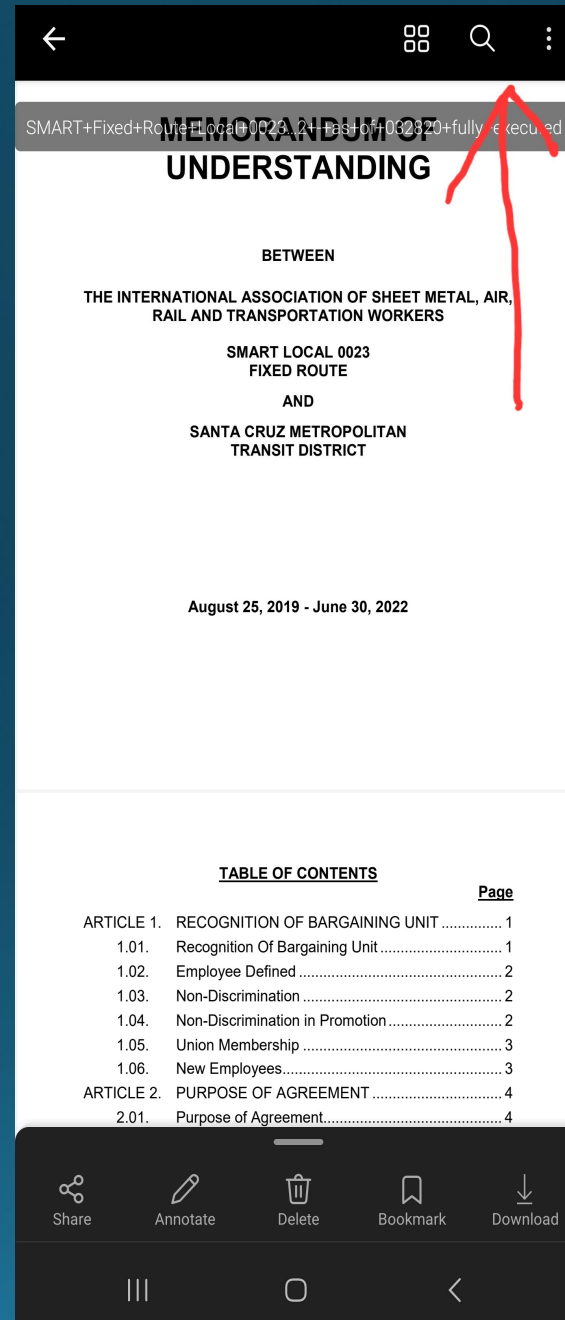 SMART+Fixed+Route+Local+0023...2+-+as+of+032820+fully+executed
MEMORANDUM OF
UNDERSTANDING
BETWEEN
THE INTERNATIONAL ASSOCIATION OF SHEET METAL, AIR,
RAIL AND TRANSPORTATION WORKERS
SMART LOCAL 0023
FIXED ROUTE
AND
SANTA CRUZ METROPOLITAN
TRANSIT DISTRICT
August 25, 2019 - June 30, 2022
TABLE OF CONTENTS
Page
ARTICLE 1. RECOGNITION OF BARGAINING UNIT ............... 1
1.01. Recognition Of Bargaining Unit ............................. 1
1.02. Employee Defined ................................................ 2
1.03. Non-Discrimination ............................................... 2
1.04. Non-Discrimination in Promotion ........................... 2
1.05. Union Membership ............................................... 3
1.06. New Employees.................................................... 3
ARTICLE 2. PURPOSE OF AGREEMENT ............................... 4
2.01. Purpose of Agreement.......................................... 4
Share Annotate Delete Bookmark Download